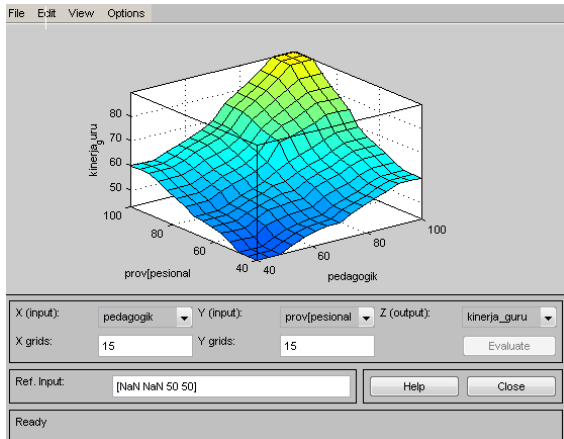 File Edit View Options
kinerja_guru
80
70
60
50
100
80
60
40
prov[pesional
40
60
80
100
pedagogik
X (input): pedagogik Y (input): prov[pesional Z (output): kinerja_guru
X grids: 15 Y grids: 15 Evaluate
Ref. Input: [NaN NaN 50 50] Help Close
Ready